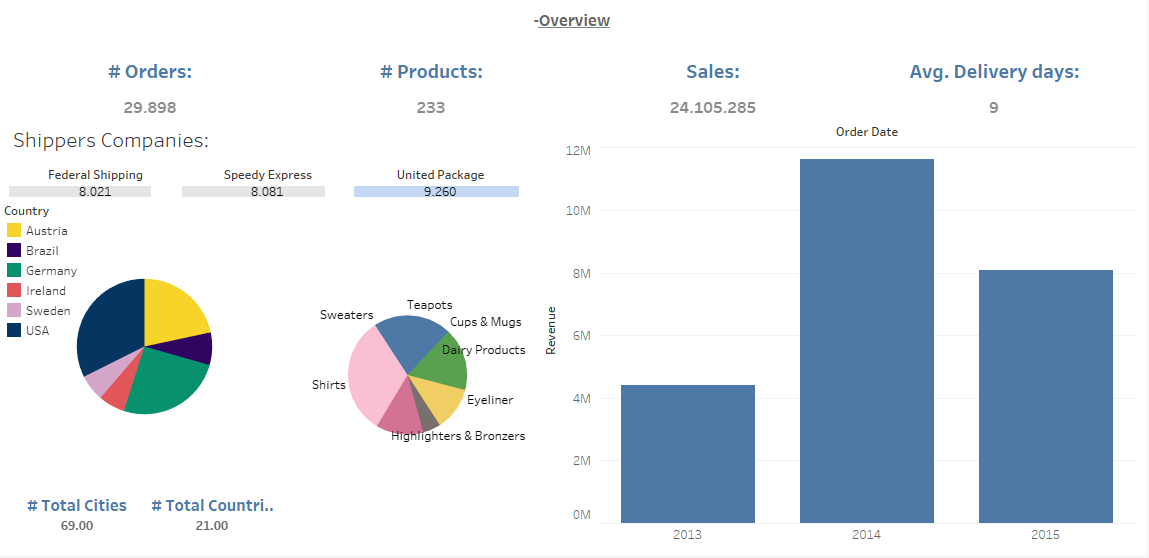 -Overview
# Orders:
# Products:
Sales:
Avg. Delivery days:
29.898
233
24.105.285
9
Shippers Companies:
Federal Shipping
Speedy Express
United Package
8.021
8.081
9.260
Country
Austria
Brazil
Germany
Ireland
Sweden
USA
Teapots
Sweaters
Cups & Mugs
Dairy Products
Shirts
Eyeliner
Highlighters & Bronzers
# Total Cities
# Total Countri..
69.00
21.00
Order Date
12M
10M
8M
6M
4M
2M
0M
Revenue
2013
2014
2015